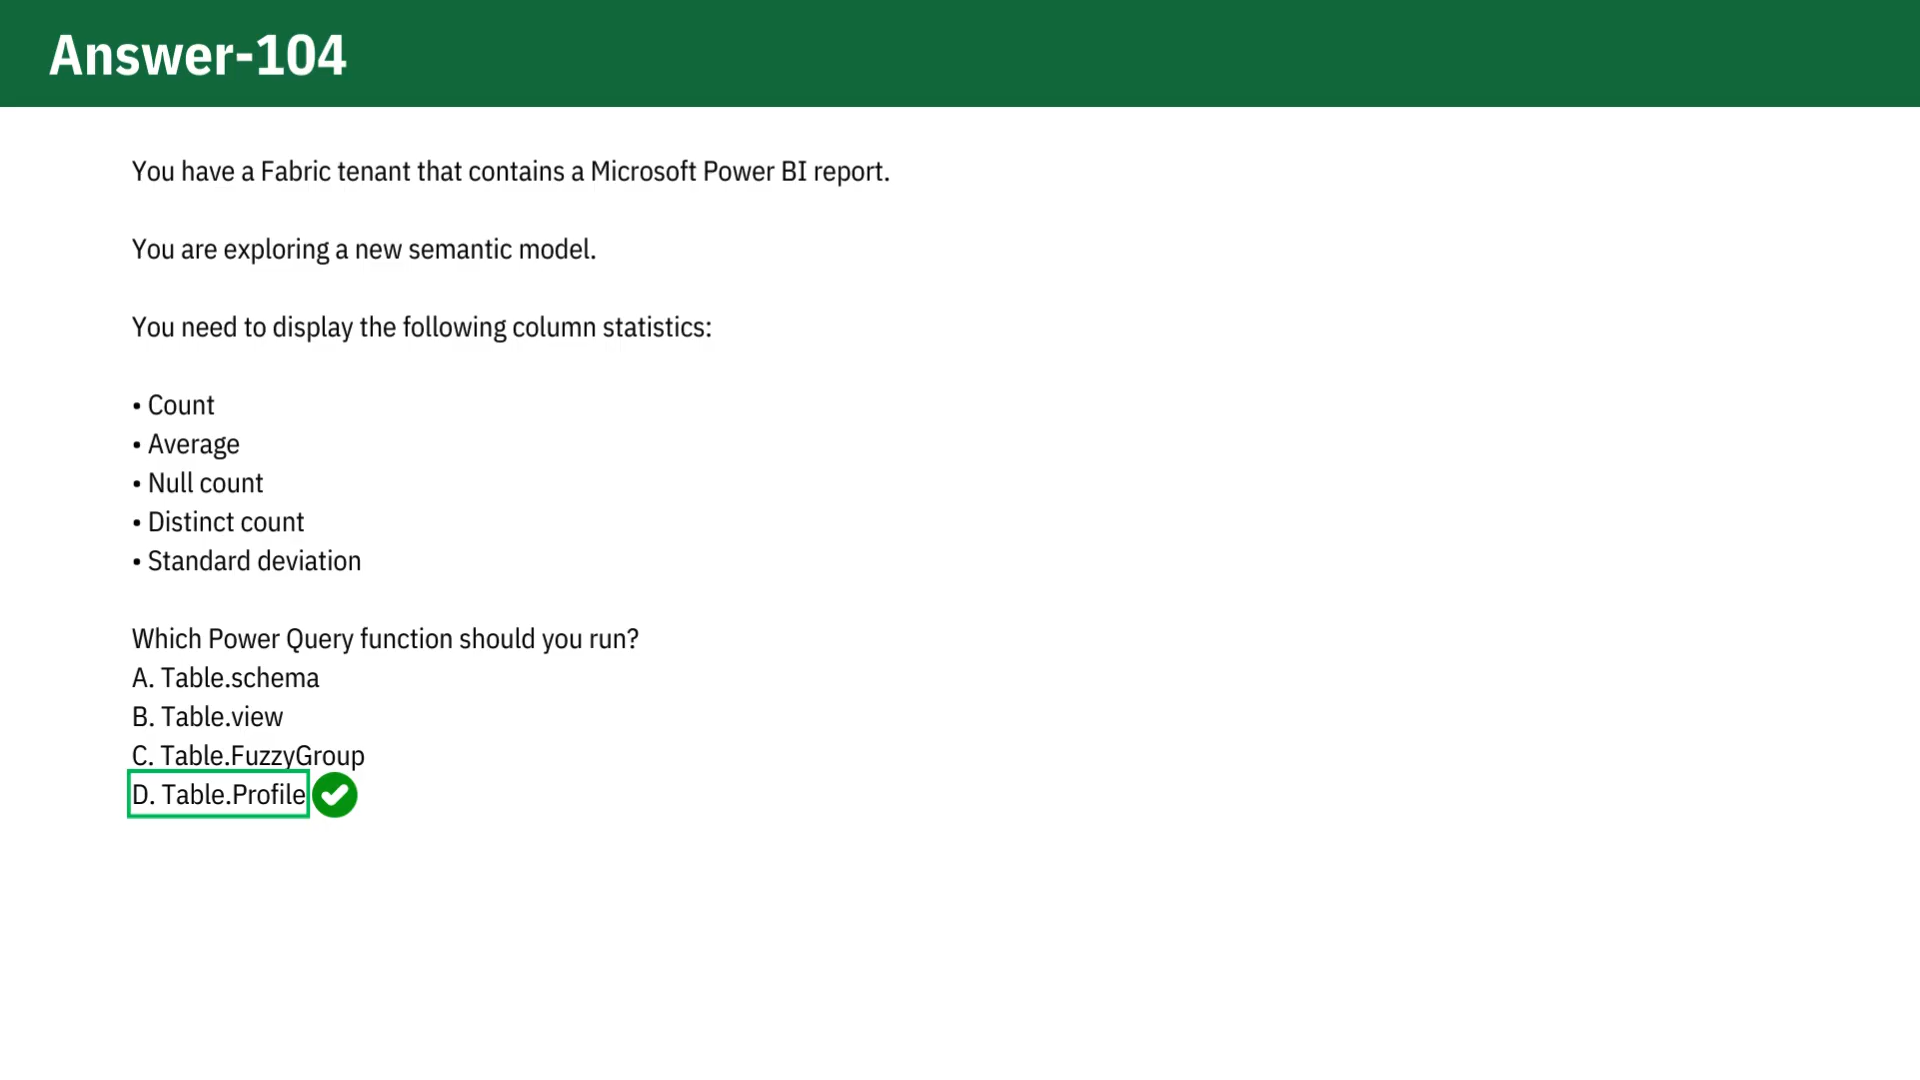 Answer-104
You have a Fabric tenant that contains a Microsoft Power BI report.
You are exploring a new semantic model.
You need to display the following column statistics:
• Count
• Average
• Null count
• Distinct count
• Standard deviation
Which Power Query function should you run?
A. Table.schema
B. Table.view
C. Table.FuzzyGroup
D. Table.Profile